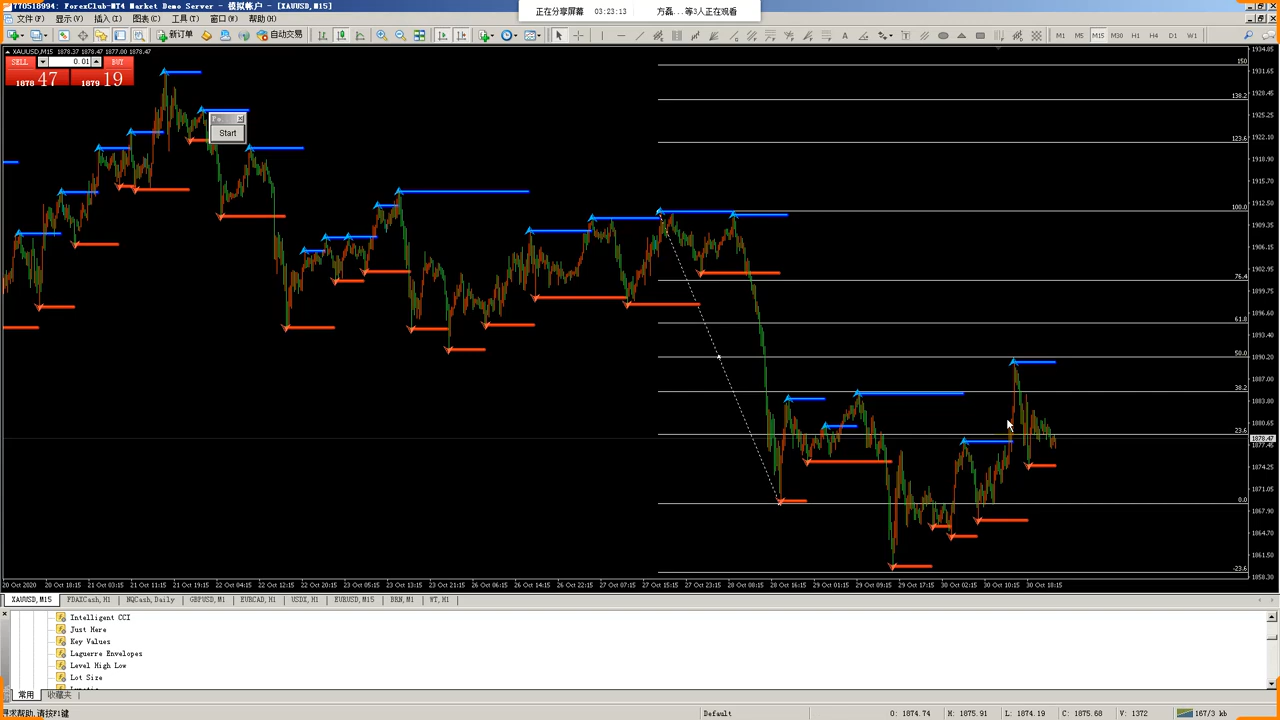 770518994: ForexClub-MT4 Market Demo Server - 模拟帐户 - [XAUUSD,M15]
正在分享屏幕 03:23:13 方磊...等3人正在观看
文件(F) 显示(V) 插入(I) 图表(C) 工具(T) 窗口(W) 帮助(H)
新订单 自动交易 A T M1 M5 M15 M30 H1 H4 D1 W1
XAUUSD,M15 1878.37 1878.47 1877.00 1878.47
SELL 0.01 BUY
1878 47 1879 19
Start
150
138.2
123.6
100.0
76.4
61.8
50.0
38.2
23.6
0.0
-23.6
1934.05
1931.65
1928.45
1925.30
1922.10
1918.90
1915.70
1912.50
1909.35
1906.15
1902.95
1899.75
1896.60
1893.40
1890.20
1887.00
1883.80
1880.65
1878.47
1877.45
1874.25
1871.05
1867.90
1864.70
1861.50
1858.30
20 Oct 2020 20 Oct 18:15 21 Oct 03:15 21 Oct 11:15 21 Oct 19:15 22 Oct 04:15 22 Oct 12:15 22 Oct 20:15 23 Oct 05:15 23 Oct 13:15 23 Oct 21:15 26 Oct 06:15 26 Oct 14:15 26 Oct 22:15 27 Oct 07:15 27 Oct 15:15 27 Oct 23:15 28 Oct 08:15 28 Oct 16:15 29 Oct 01:15 29 Oct 09:15 29 Oct 17:15 30 Oct 02:15 30 Oct 10:15 30 Oct 18:15
XAUUSD,M15 FDAXCash,H1 NQCash,Daily GBPUSD,M1 EURCAD,H1 USDX,H1 EURUSD,M15 BRN,M1 WT,H1
Intelligent CCI
Just Here
Key Values
Laguerre Envelopes
Level High Low
Lot Size
常用 收藏夹
寻求帮助,请按F1键 Default O: 1874.74 H: 1875.91 L: 1874.19 C: 1875.68 V: 1372 167/3 kb